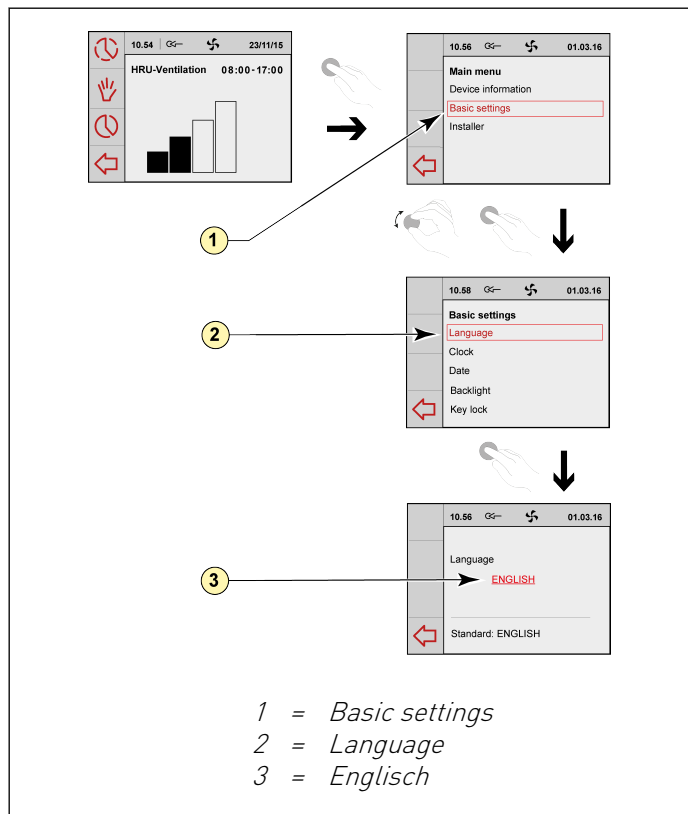 10.54 23/11/15
HRU-Ventilation 08:00-17:00
10.56 01.03.16
Main menu
Device information
Basic settings
Installer
1
10.58 01.03.16
Basic settings
Language
Clock
Date
Backlight
Key lock
2
10.56 01.03.16
Language
ENGLISH
Standard: ENGLISH
3
1 = Basic settings
2 = Language
3 = Englisch